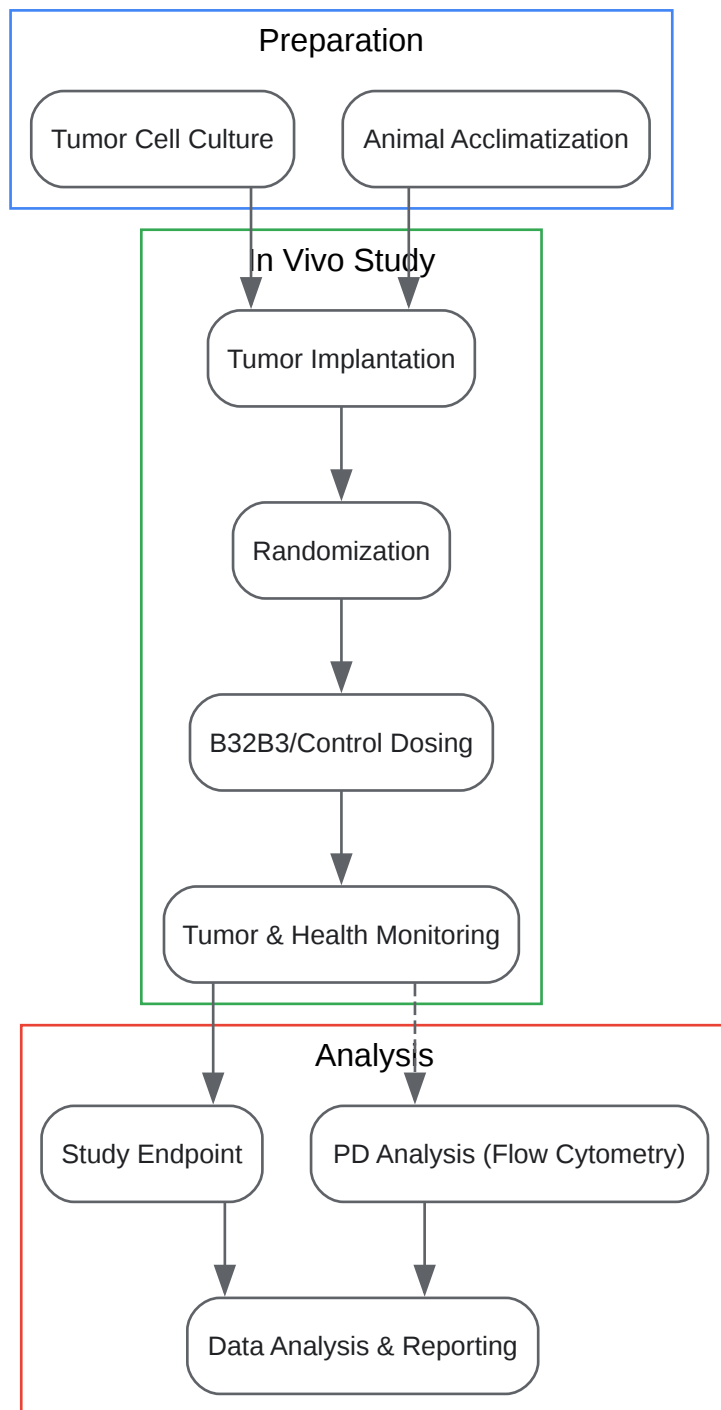 Preparation
Tumor Cell Culture
Animal Acclimatization
In Vivo Study
Tumor Implantation
Randomization
B32B3/Control Dosing
Tumor & Health Monitoring
Analysis
Study Endpoint
PD Analysis (Flow Cytometry)
Data Analysis & Reporting